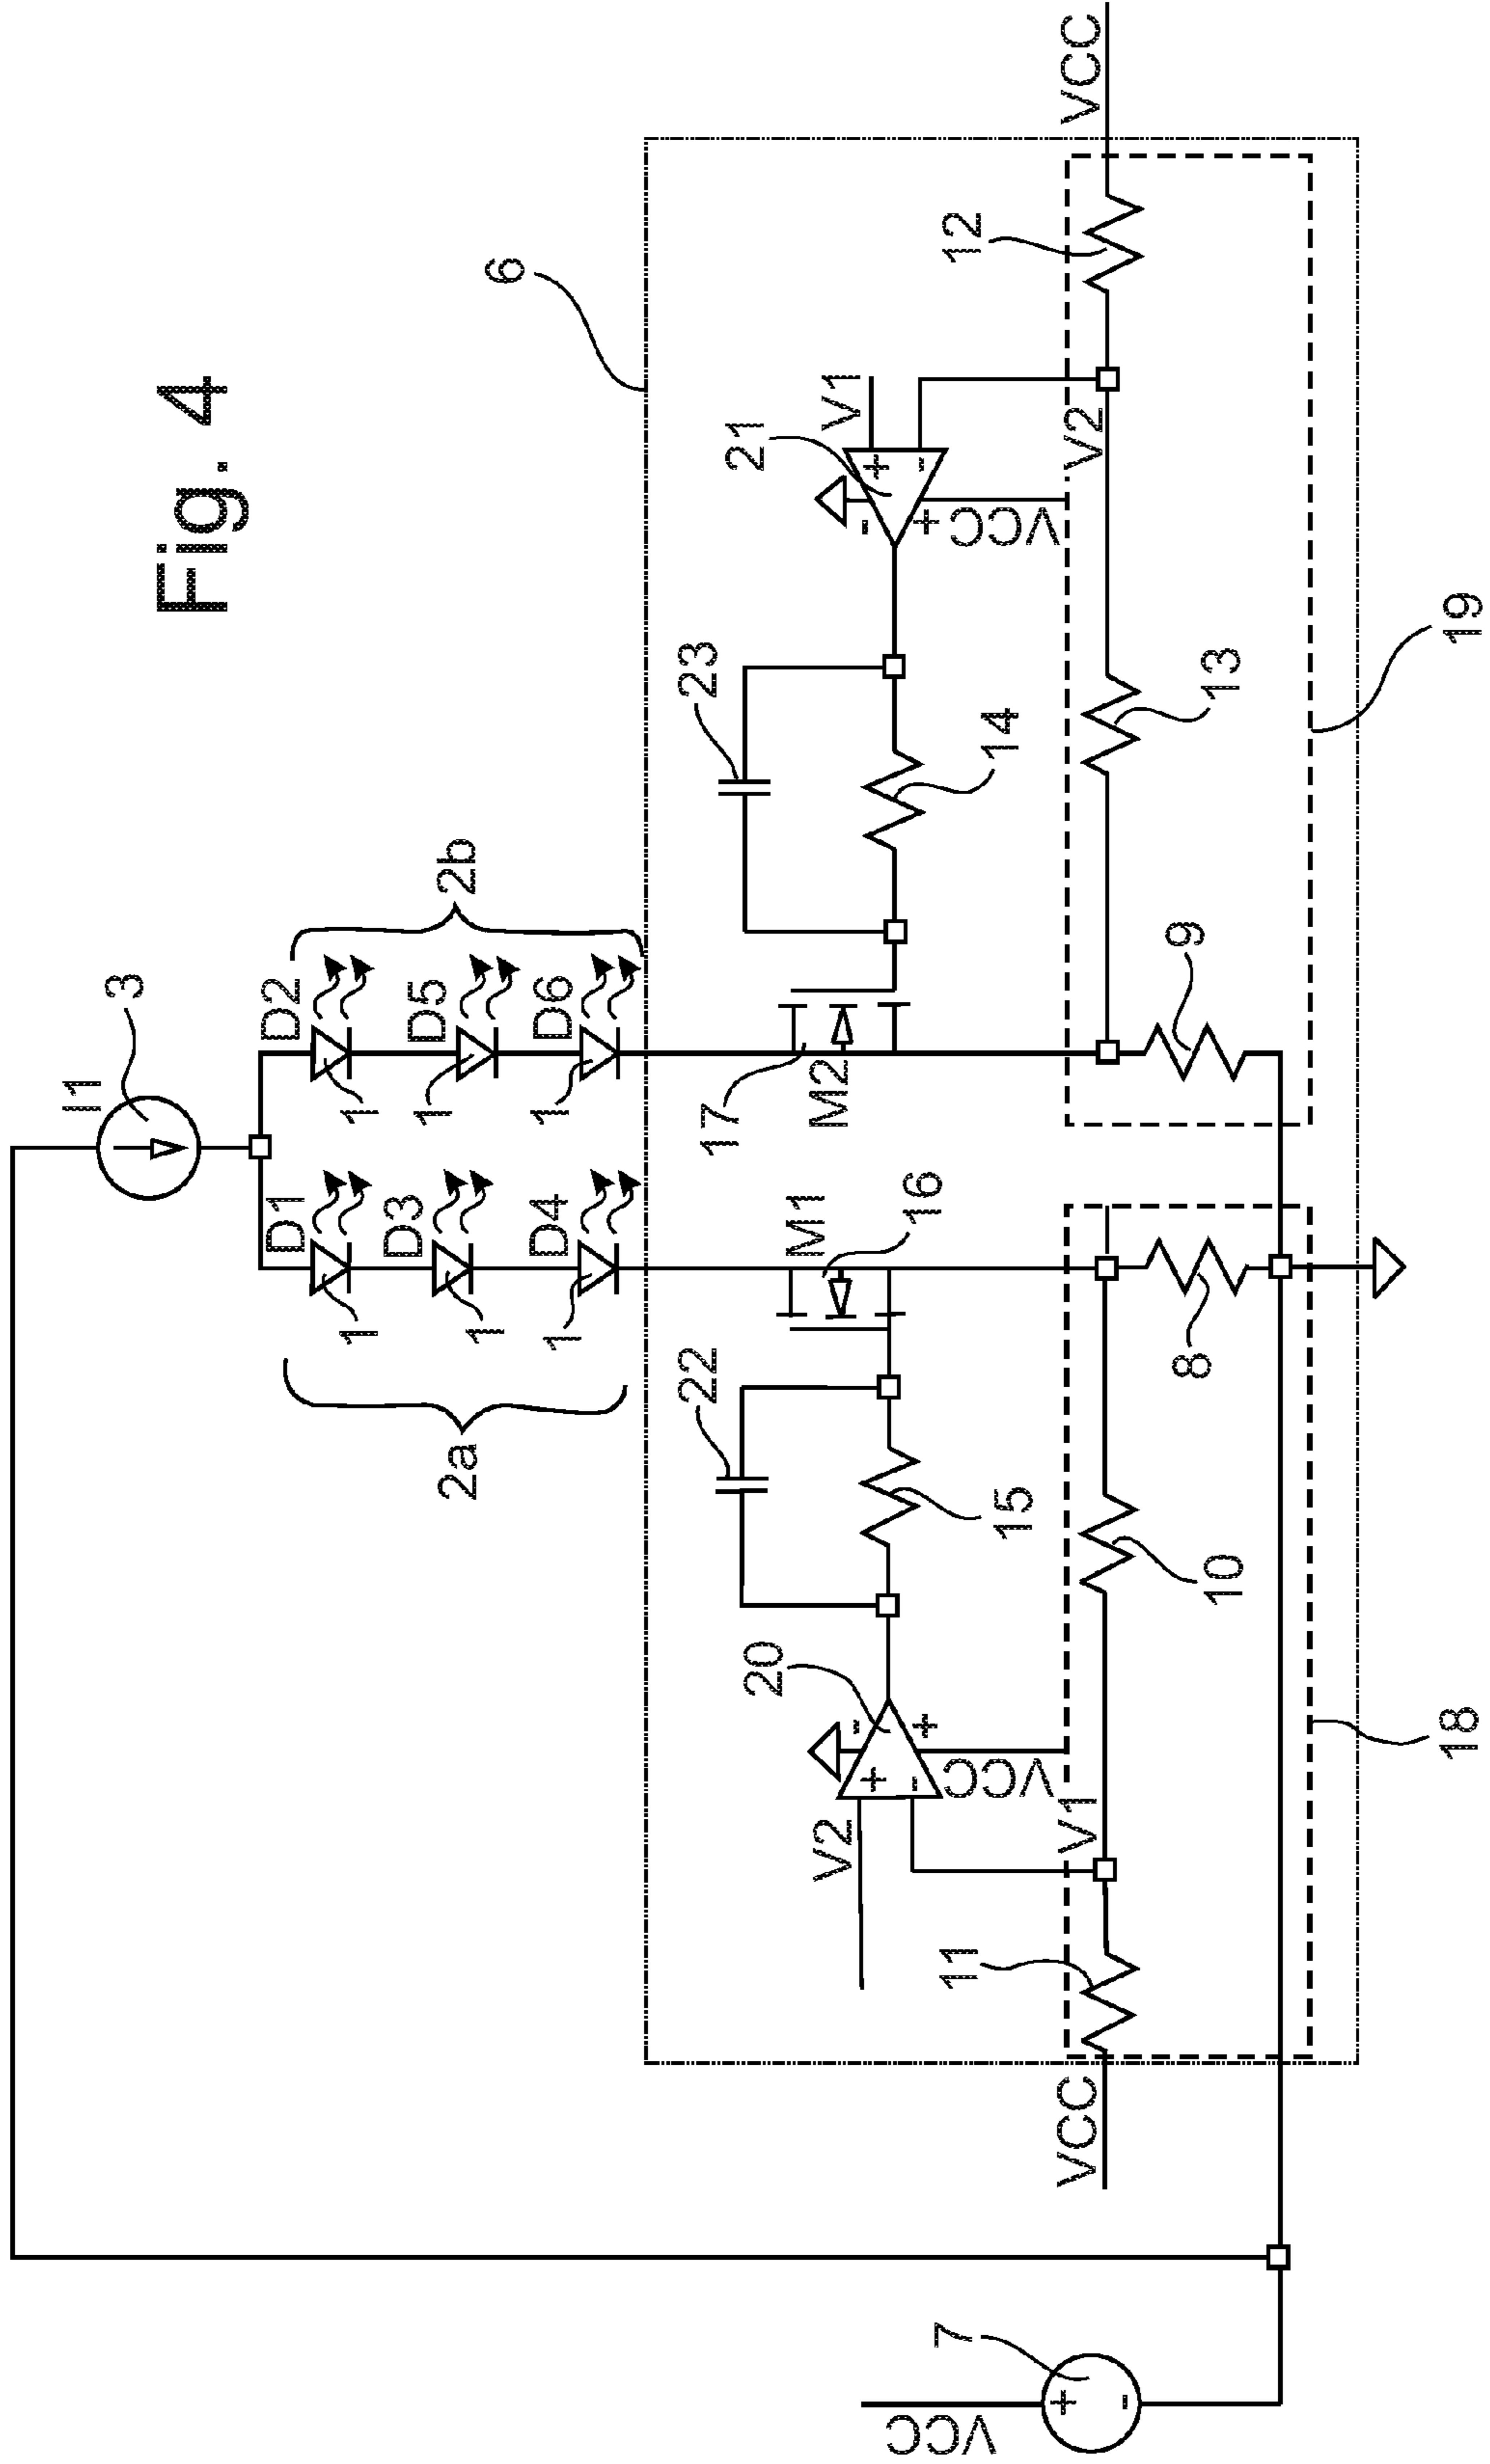 Fig. 4
I1
3
D1
D3
D4
D2
D5
D6
1
1
1
1
1
1
2a
2b
6
M1
16
17
M2
22
23
15
14
20
21
V2
+
-
-
+
VCC
V1
+
-
-
+
VCC
V1
V2
VCC
11
10
8
9
13
12
VCC
18
19
7
+
-
VCC